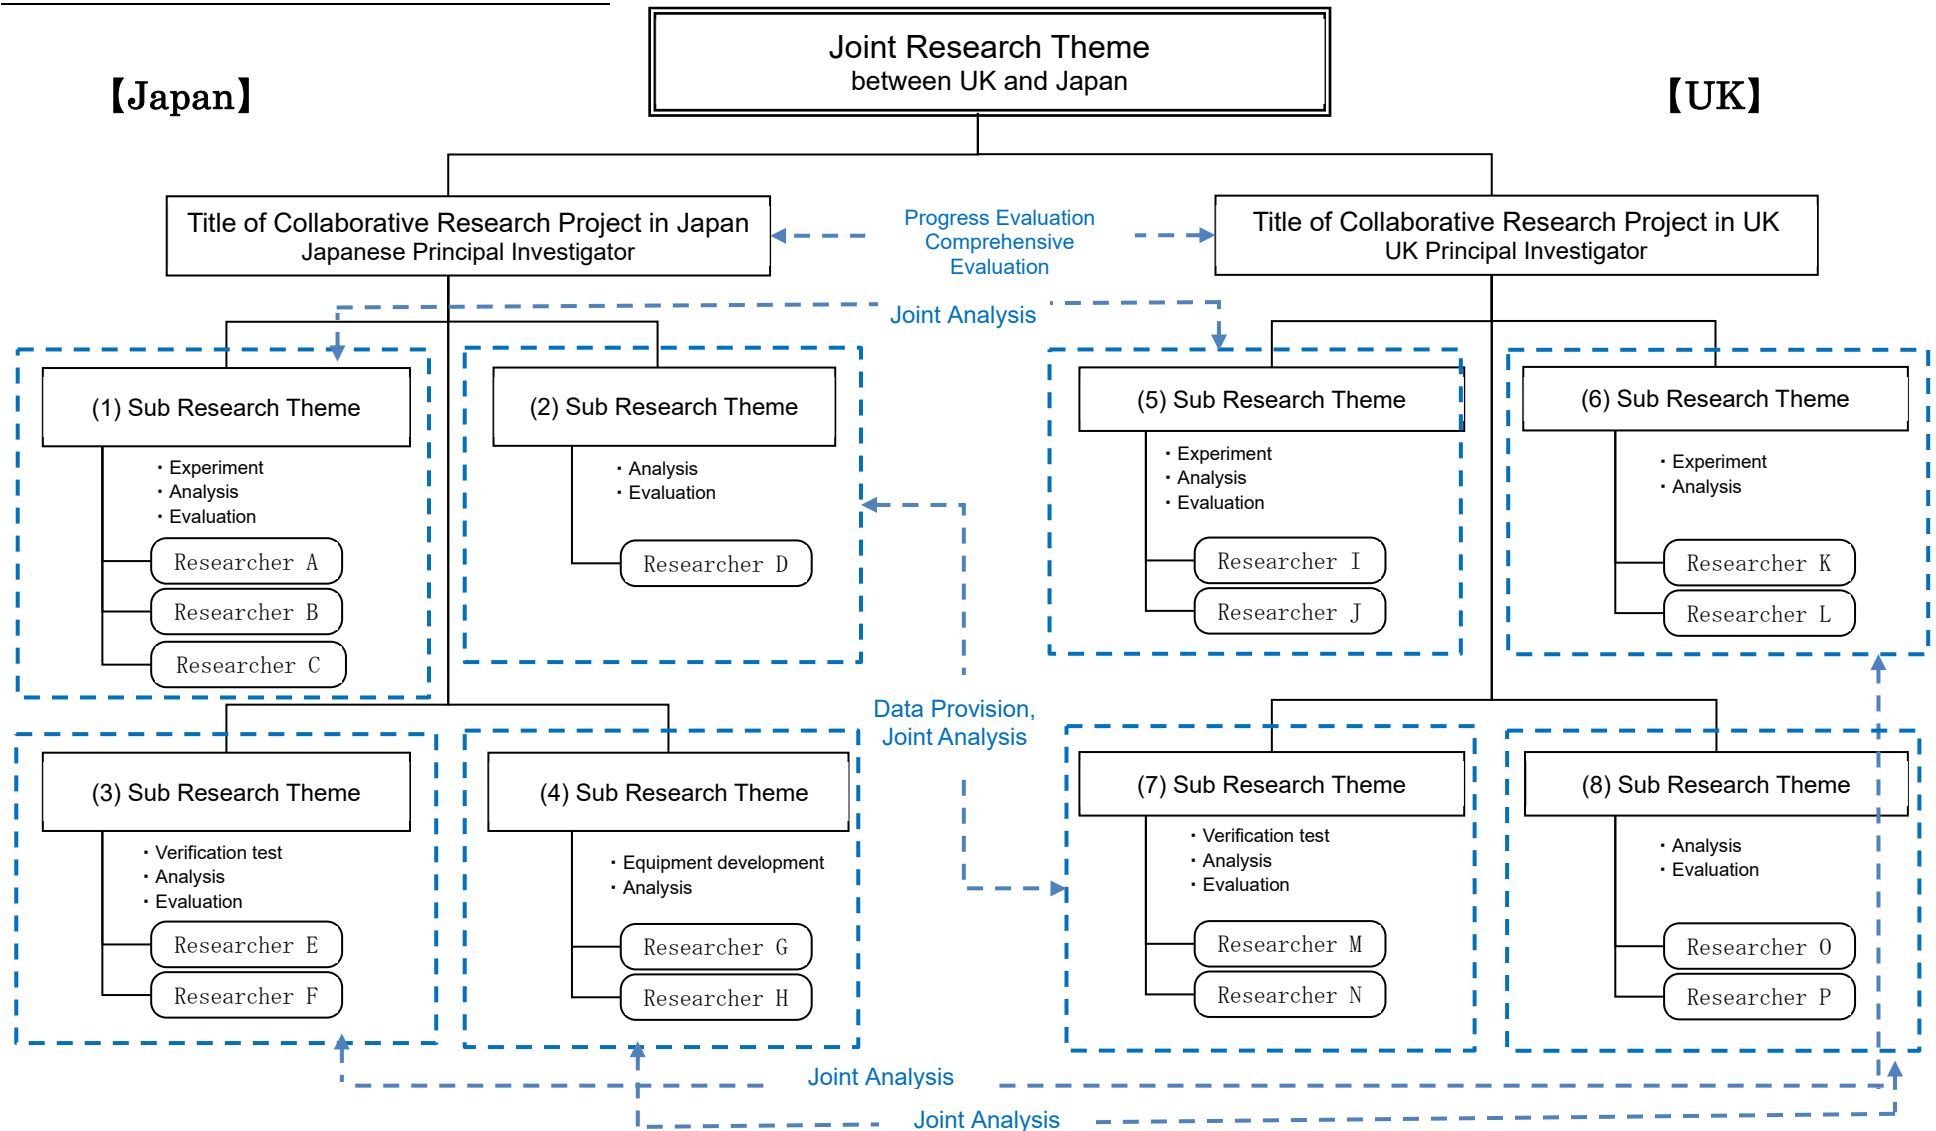 Joint Research Theme
between UK and Japan
【Japan】
【UK】
Title of Collaborative Research Project in Japan
Japanese Principal Investigator
Progress Evaluation
Comprehensive
Evaluation
Title of Collaborative Research Project in UK
UK Principal Investigator
Joint Analysis
(1) Sub Research Theme
・Experiment
・Analysis
・Evaluation
Researcher A
Researcher B
Researcher C
(2) Sub Research Theme
・Analysis
・Evaluation
Researcher D
(5) Sub Research Theme
・Experiment
・Analysis
・Evaluation
Researcher I
Researcher J
(6) Sub Research Theme
・Experiment
・Analysis
Researcher K
Researcher L
Data Provision,
Joint Analysis
(3) Sub Research Theme
・Verification test
・Analysis
・Evaluation
Researcher E
Researcher F
(4) Sub Research Theme
・Equipment development
・Analysis
Researcher G
Researcher H
(7) Sub Research Theme
・Verification test
・Analysis
・Evaluation
Researcher M
Researcher N
(8) Sub Research Theme
・Analysis
・Evaluation
Researcher O
Researcher P
Joint Analysis
Joint Analysis